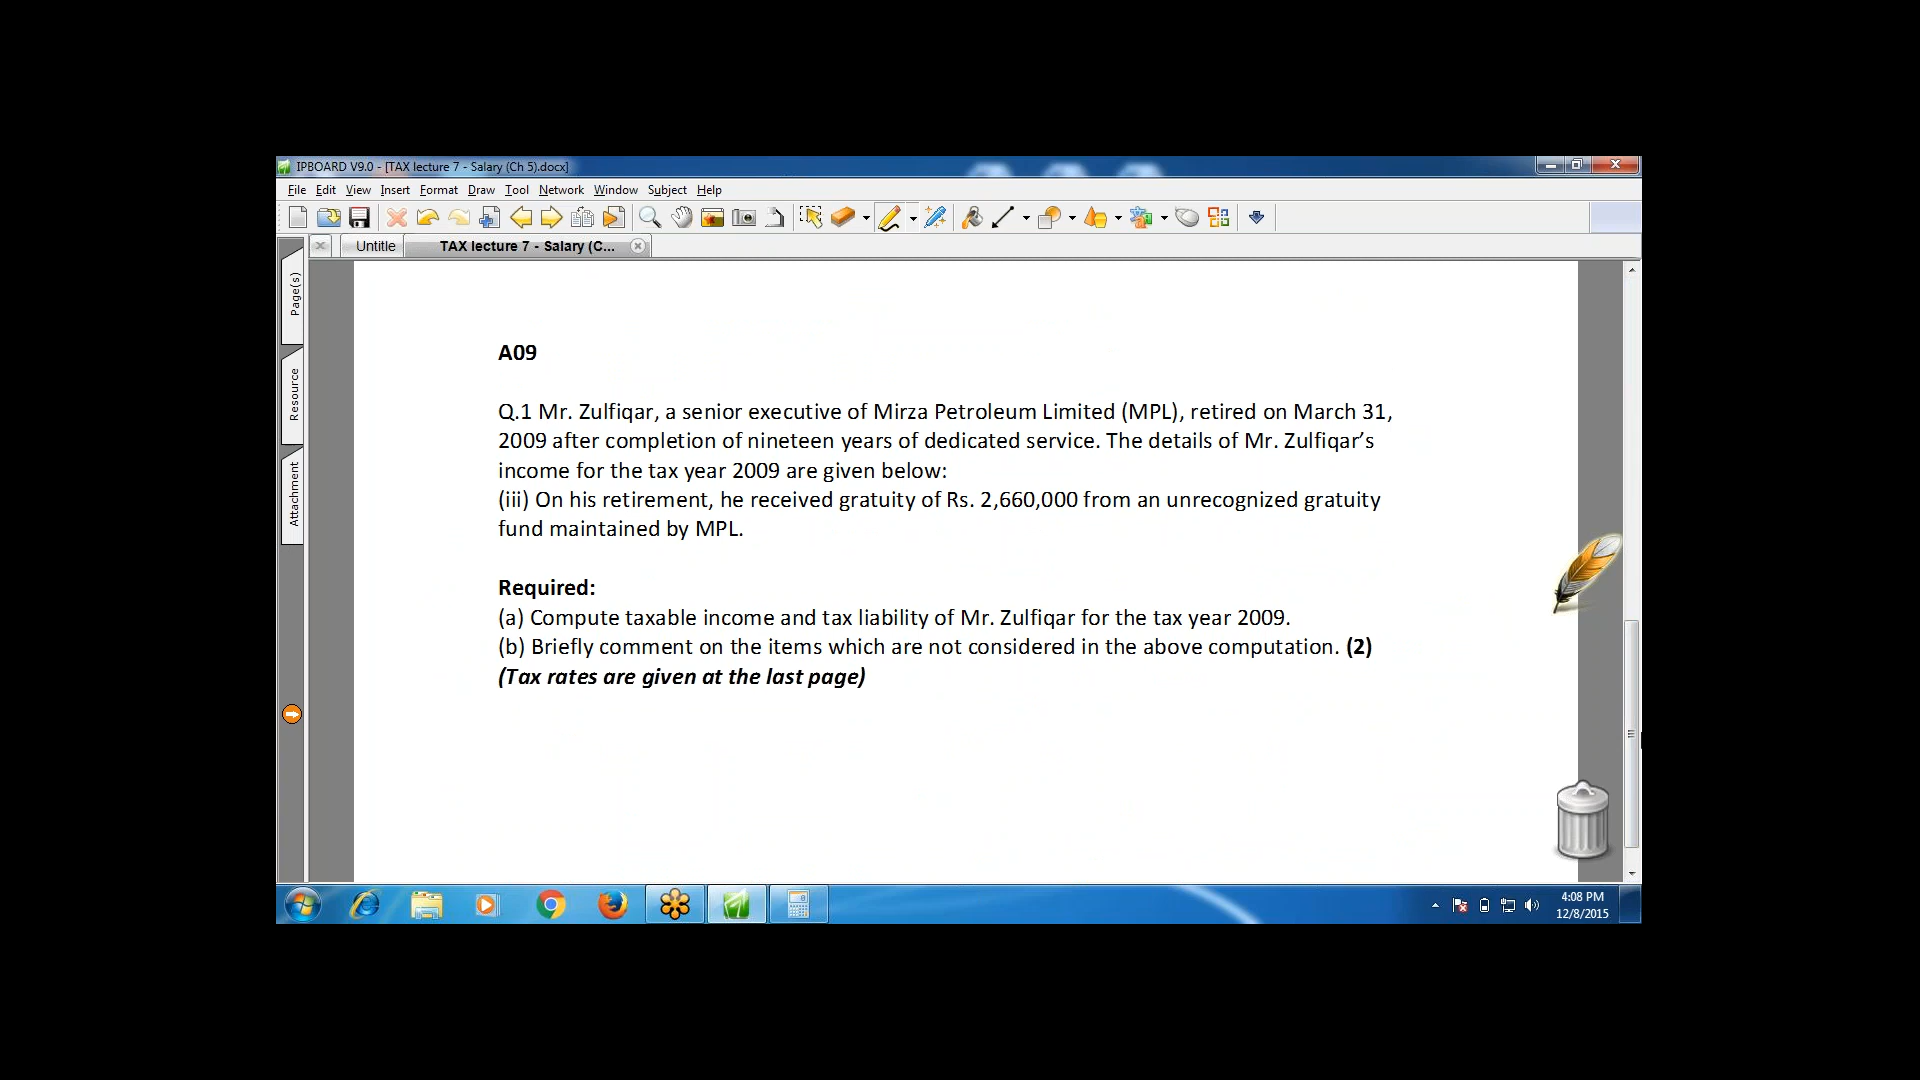 IPBOARD V9.0 - [TAX lecture 7 - Salary (Ch 5).docx]
File Edit View Insert Format Draw Tool Network Window Subject Help
Untitle TAX lecture 7 - Salary (C...
Page(s)
Resource
Attachment
A09
Q.1 Mr. Zulfiqar, a senior executive of Mirza Petroleum Limited (MPL), retired on March 31,
2009 after completion of nineteen years of dedicated service. The details of Mr. Zulfiqar’s
income for the tax year 2009 are given below:
(iii) On his retirement, he received gratuity of Rs. 2,660,000 from an unrecognized gratuity
fund maintained by MPL.
Required:
(a) Compute taxable income and tax liability of Mr. Zulfiqar for the tax year 2009.
(b) Briefly comment on the items which are not considered in the above computation. (2)
(Tax rates are given at the last page)
4:08 PM
12/8/2015